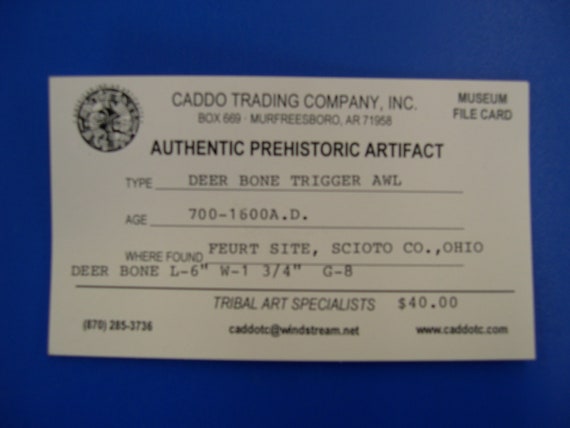 CADDO TRADING COMPANY, INC.
BOX 669 · MURFREESBORO, AR 71958
MUSEUM
FILE CARD
AUTHENTIC PREHISTORIC ARTIFACT
TYPE DEER BONE TRIGGER AWL
AGE 700-1600A.D.
WHERE FOUND FEURT SITE, SCIOTO CO.,OHIO
DEER BONE L-6" W-1 3/4" G-8
TRIBAL ART SPECIALISTS $40.00
(870) 285-3736 caddotc@windstream.net www.caddotc.com